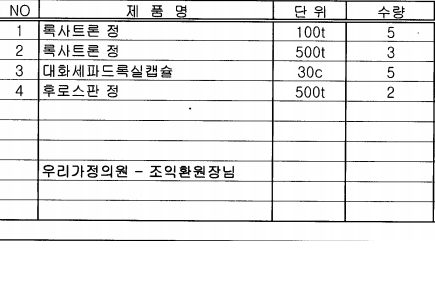 NO 제 품 명 단 위 수량
1 록사트론 정 100t 5
2 록사트론 정 500t 3
3 대화세파드록실캡슐 30c 5
4 후로스판 정 500t 2
우리가정의원 – 조익환원장님